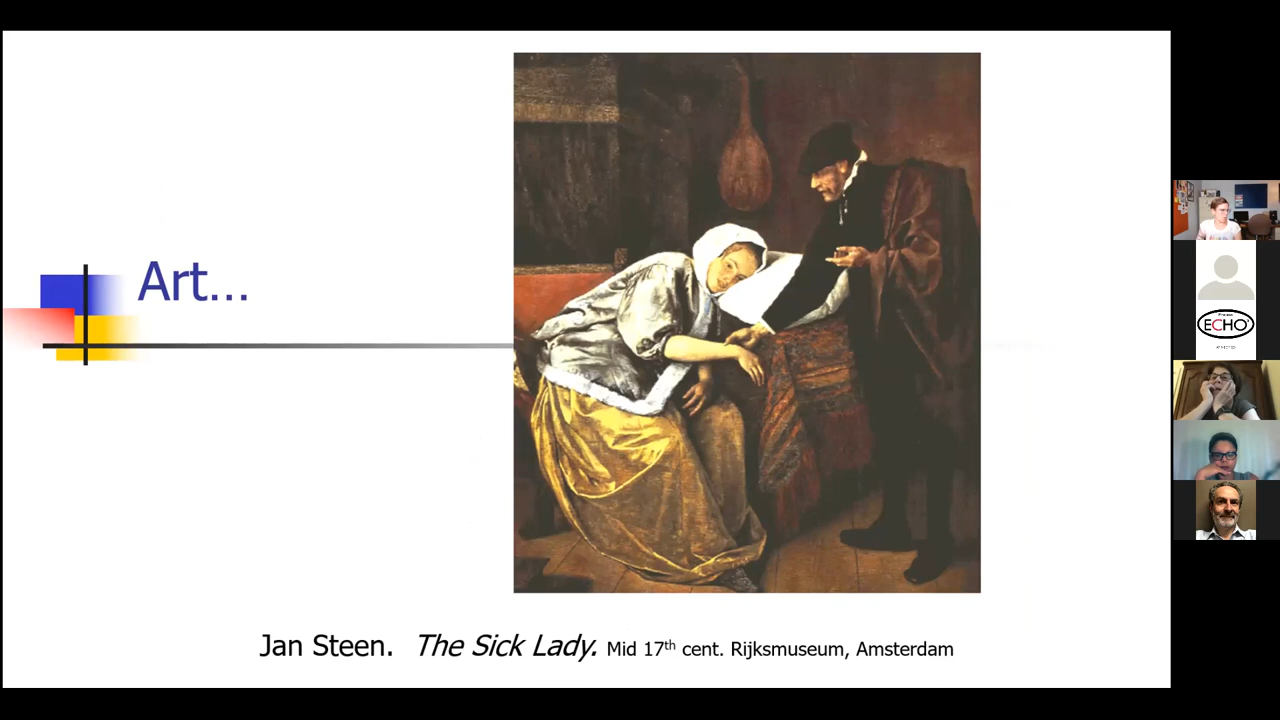 Art...
Jan Steen. The Sick Lady. Mid 17th cent. Rijksmuseum, Amsterdam
ECHO